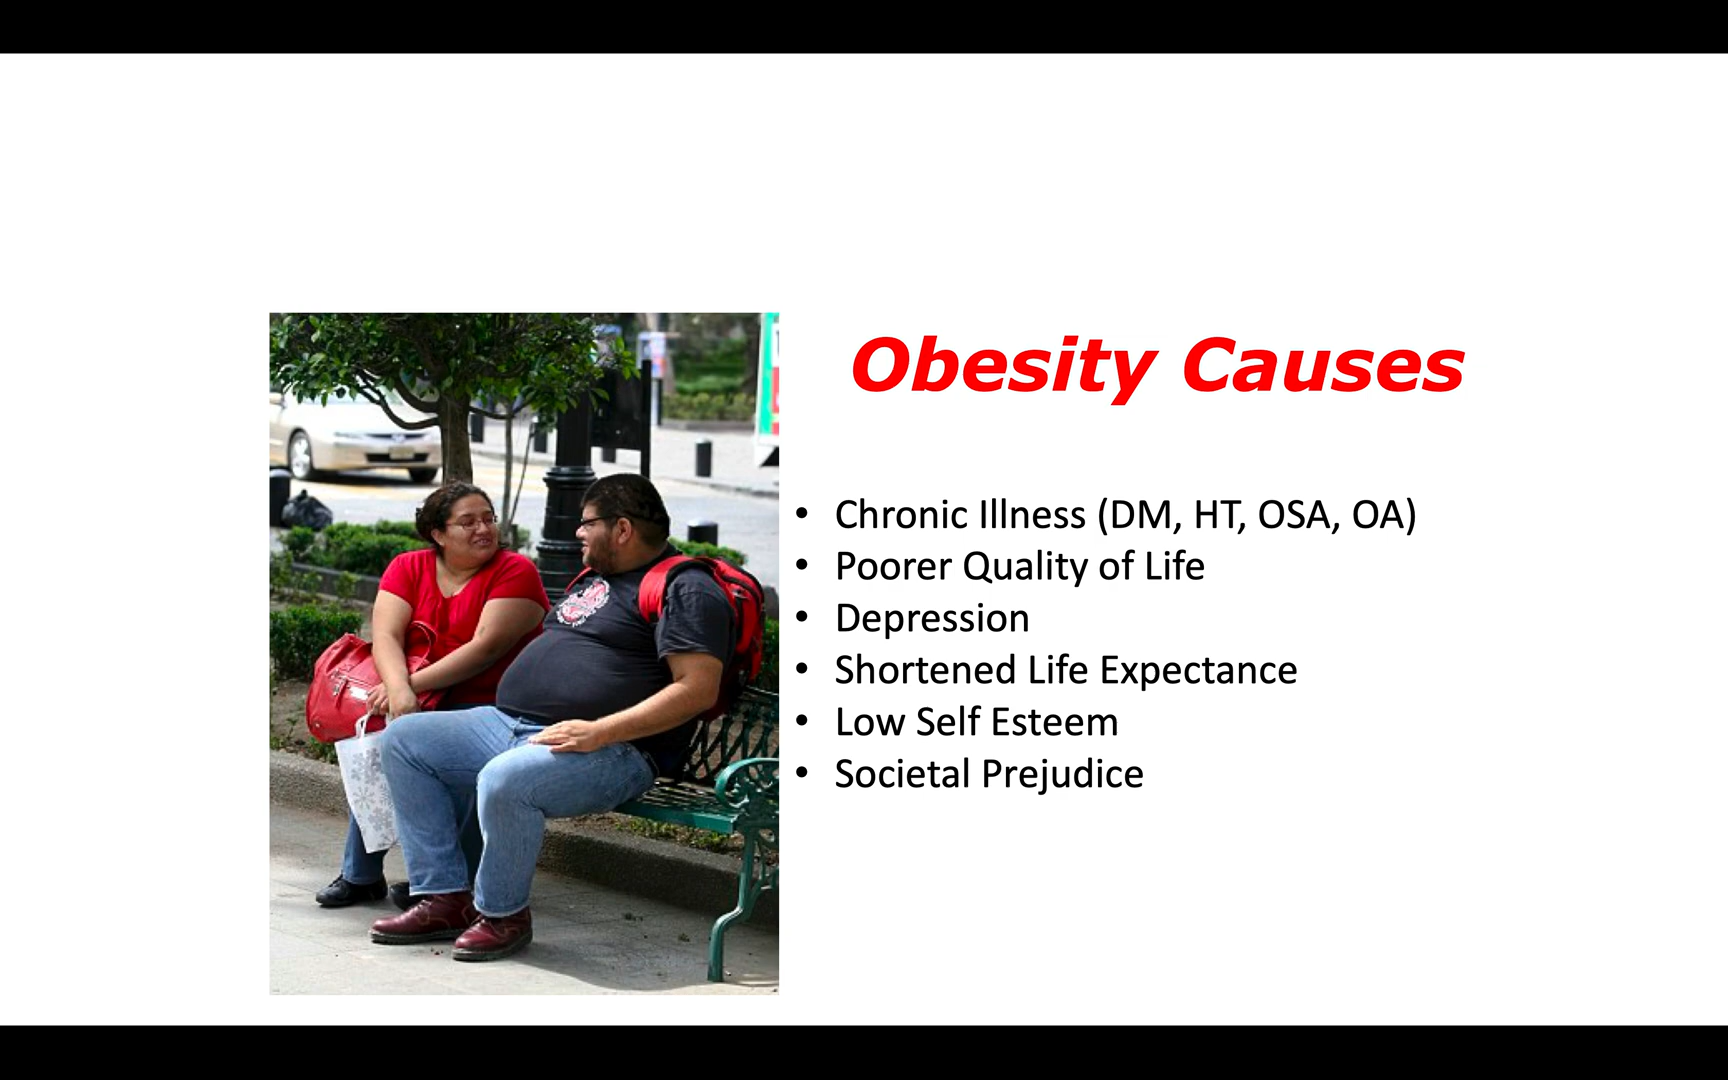 Obesity Causes
• Chronic Illness (DM, HT, OSA, OA)
• Poorer Quality of Life
• Depression
• Shortened Life Expectance
• Low Self Esteem
• Societal Prejudice